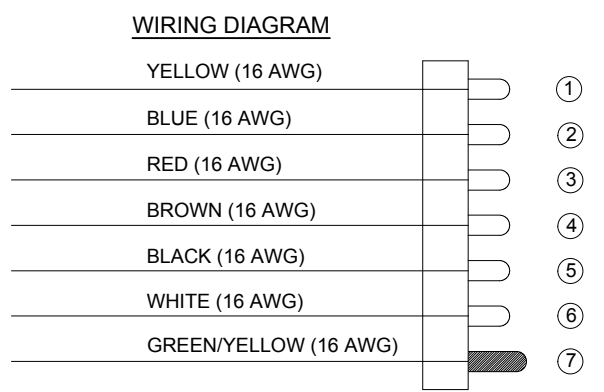 WIRING DIAGRAM
YELLOW (16 AWG) 1
BLUE (16 AWG) 2
RED (16 AWG) 3
BROWN (16 AWG) 4
BLACK (16 AWG) 5
WHITE (16 AWG) 6
GREEN/YELLOW (16 AWG) 7